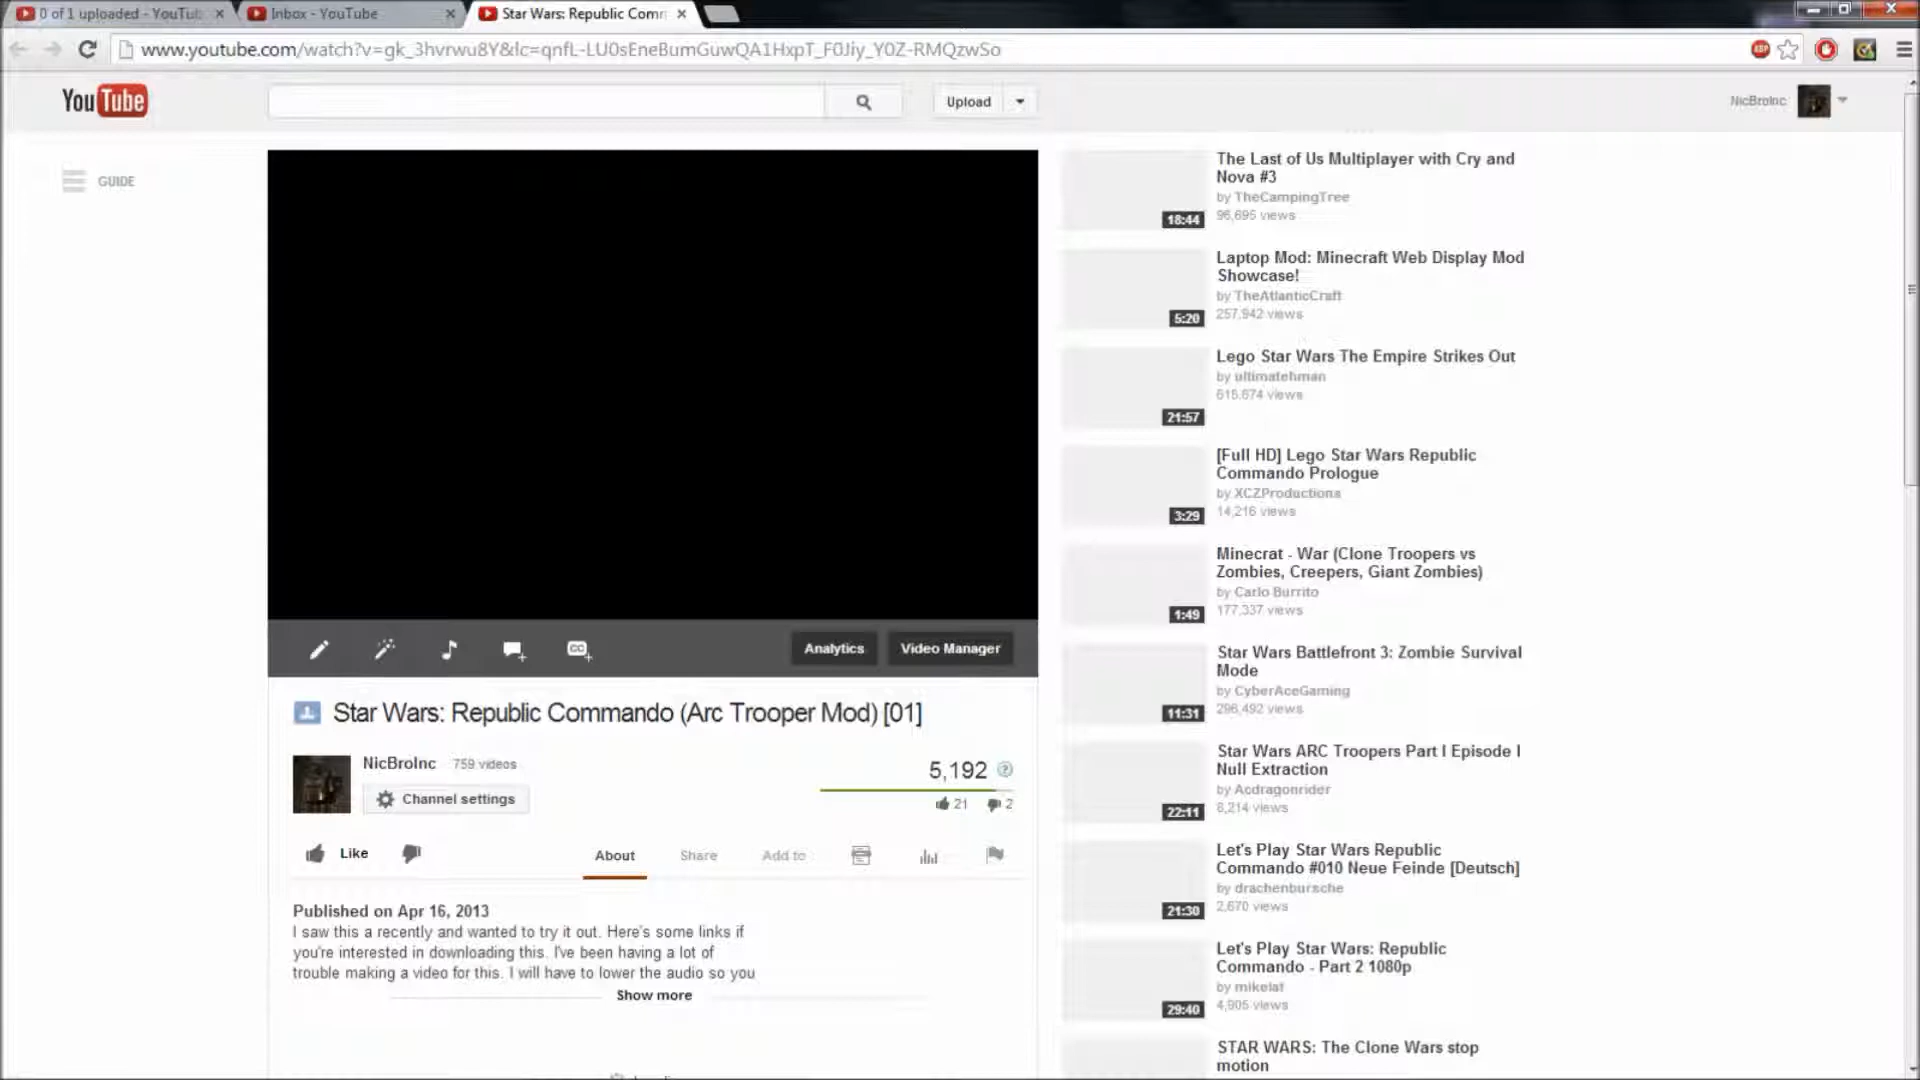 0 of 1 uploaded - YouTub
Inbox - YouTube
Star Wars: Republic Comm
www.youtube.com/watch?v=gk_3hvrwu8Y&lc=qnfL-LU0sEneBumGuwQA1HxpT_F0Jiy_Y0Z-RMQzwSo
ABP
YouTube
Upload
NicBroInc
GUIDE
Analytics
Video Manager
Star Wars: Republic Commando (Arc Trooper Mod) [01]
NicBroInc 759 videos
Channel settings
5,192
21 2
Like
About
Share
Add to
Published on Apr 16, 2013
I saw this a recently and wanted to try it out. Here's some links if
you're interested in downloading this. I've been having a lot of
trouble making a video for this. I will have to lower the audio so you
Show more
The Last of Us Multiplayer with Cry and
Nova #3
by TheCampingTree
96,695 views
18:44
Laptop Mod: Minecraft Web Display Mod
Showcase!
by TheAtlanticCraft
257,942 views
5:20
Lego Star Wars The Empire Strikes Out
by ultimatehman
615,674 views
21:57
[Full HD] Lego Star Wars Republic
Commando Prologue
by XCZProductions
14,216 views
3:29
Minecrat - War (Clone Troopers vs
Zombies, Creepers, Giant Zombies)
by Carlo Burrito
177,337 views
1:49
Star Wars Battlefront 3: Zombie Survival
Mode
by CyberAceGaming
296,492 views
11:31
Star Wars ARC Troopers Part I Episode I
Null Extraction
by Acdragonrider
8,214 views
22:11
Let's Play Star Wars Republic
Commando #010 Neue Feinde [Deutsch]
by drachenbursche
2,670 views
21:30
Let's Play Star Wars: Republic
Commando - Part 2 1080p
by mikelat
4,905 views
29:40
STAR WARS: The Clone Wars stop
motion